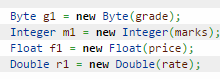 Byte g1 = new Byte(grade);
Integer m1 = new Integer(marks);
Float f1 = new Float(price);
Double r1 = new Double(rate);